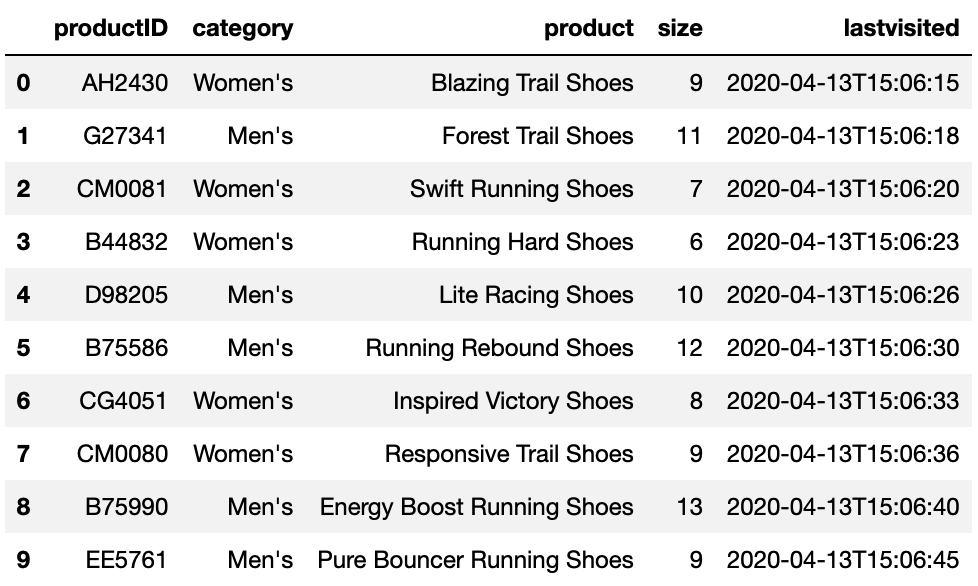 productID category product size lastvisited
0 AH2430 Women's Blazing Trail Shoes 9 2020-04-13T15:06:15
1 G27341 Men's Forest Trail Shoes 11 2020-04-13T15:06:18
2 CM0081 Women's Swift Running Shoes 7 2020-04-13T15:06:20
3 B44832 Women's Running Hard Shoes 6 2020-04-13T15:06:23
4 D98205 Men's Lite Racing Shoes 10 2020-04-13T15:06:26
5 B75586 Men's Running Rebound Shoes 12 2020-04-13T15:06:30
6 CG4051 Women's Inspired Victory Shoes 8 2020-04-13T15:06:33
7 CM0080 Women's Responsive Trail Shoes 9 2020-04-13T15:06:36
8 B75990 Men's Energy Boost Running Shoes 13 2020-04-13T15:06:40
9 EE5761 Men's Pure Bouncer Running Shoes 9 2020-04-13T15:06:45